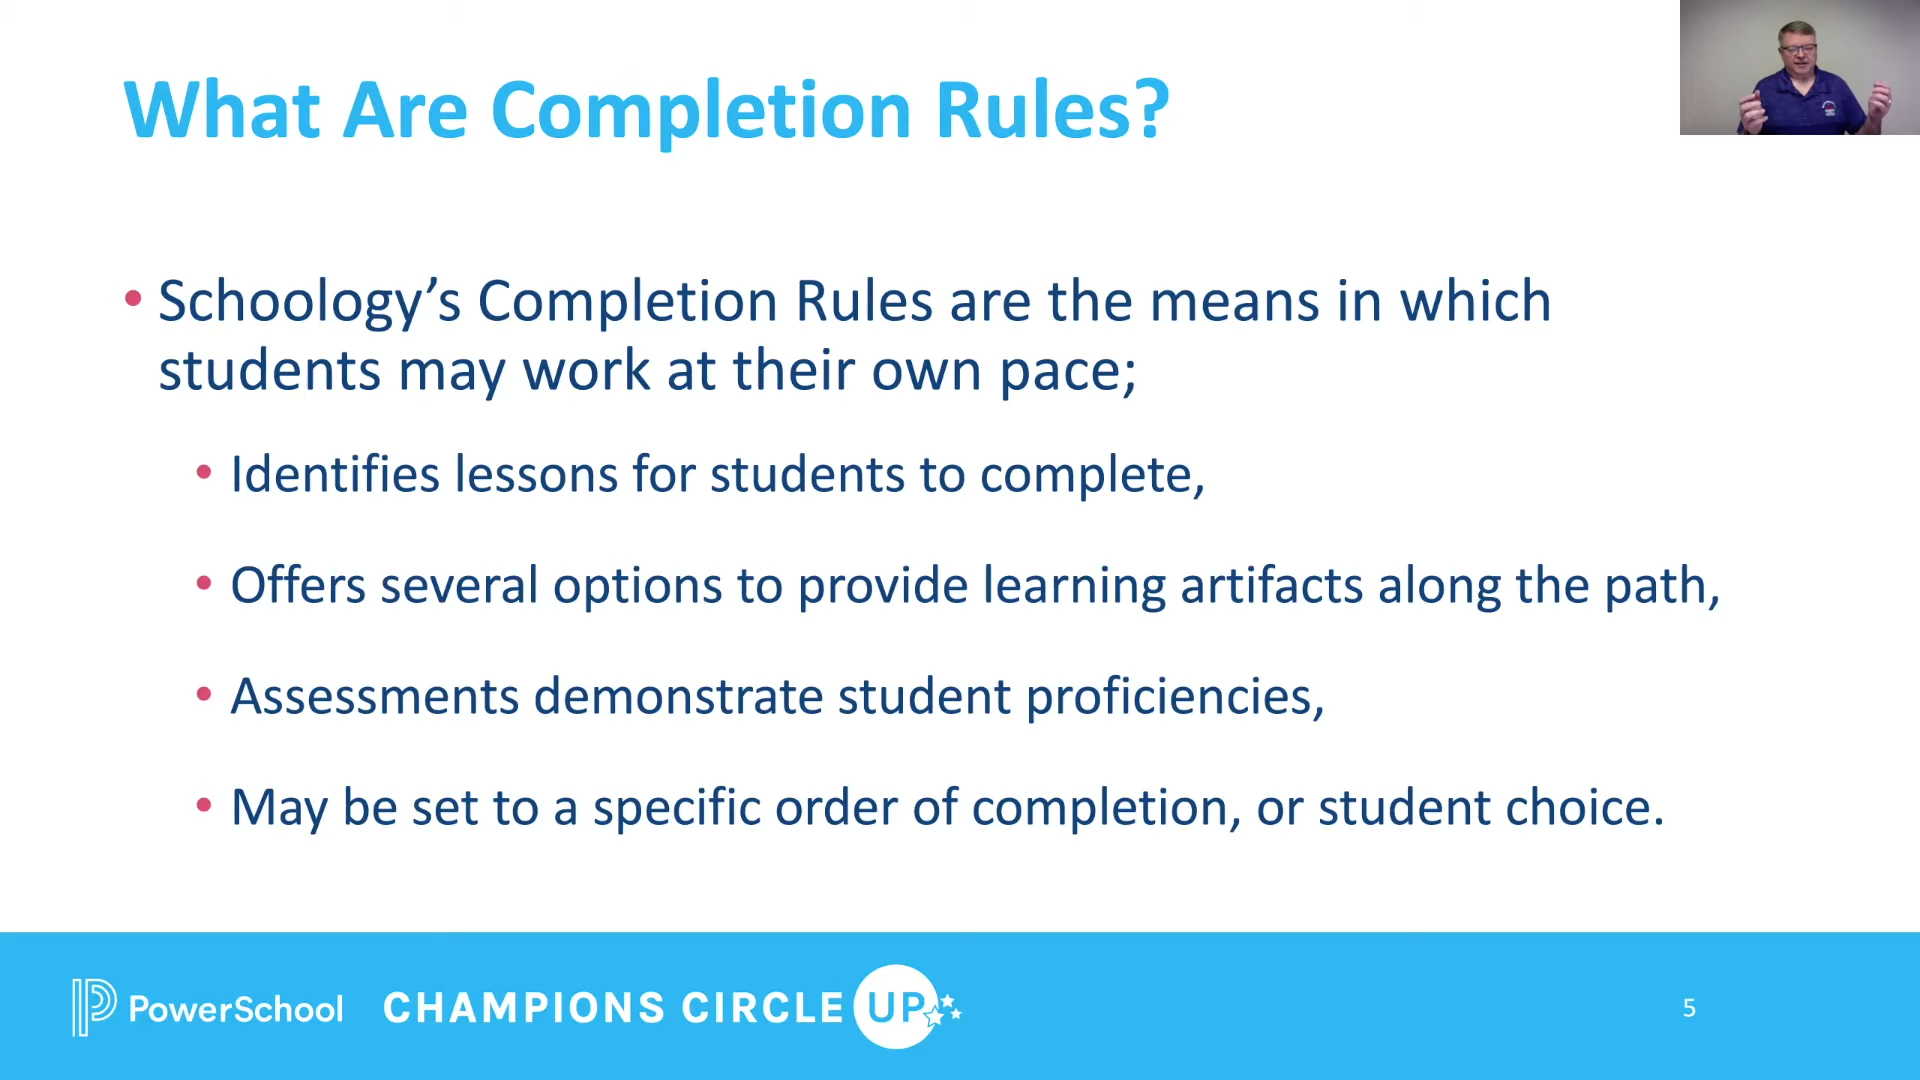 What Are Completion Rules?
• Schoology’s Completion Rules are the means in which
students may work at their own pace;
• Identifies lessons for students to complete,
• Offers several options to provide learning artifacts along the path,
• Assessments demonstrate student proficiencies,
• May be set to a specific order of completion, or student choice.
PowerSchool CHAMPIONS CIRCLE UP 5